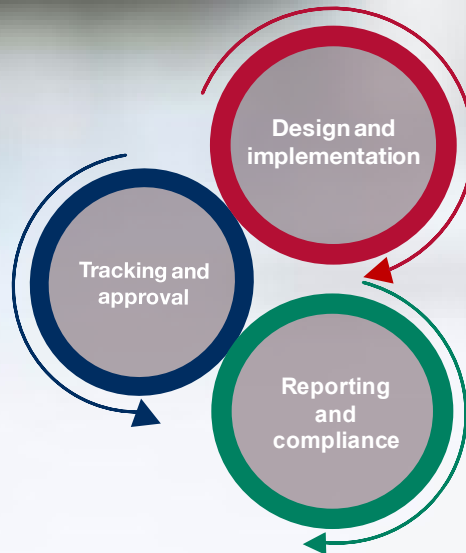 Design and
implementation
Tracking and
approval
Reporting
and
compliance